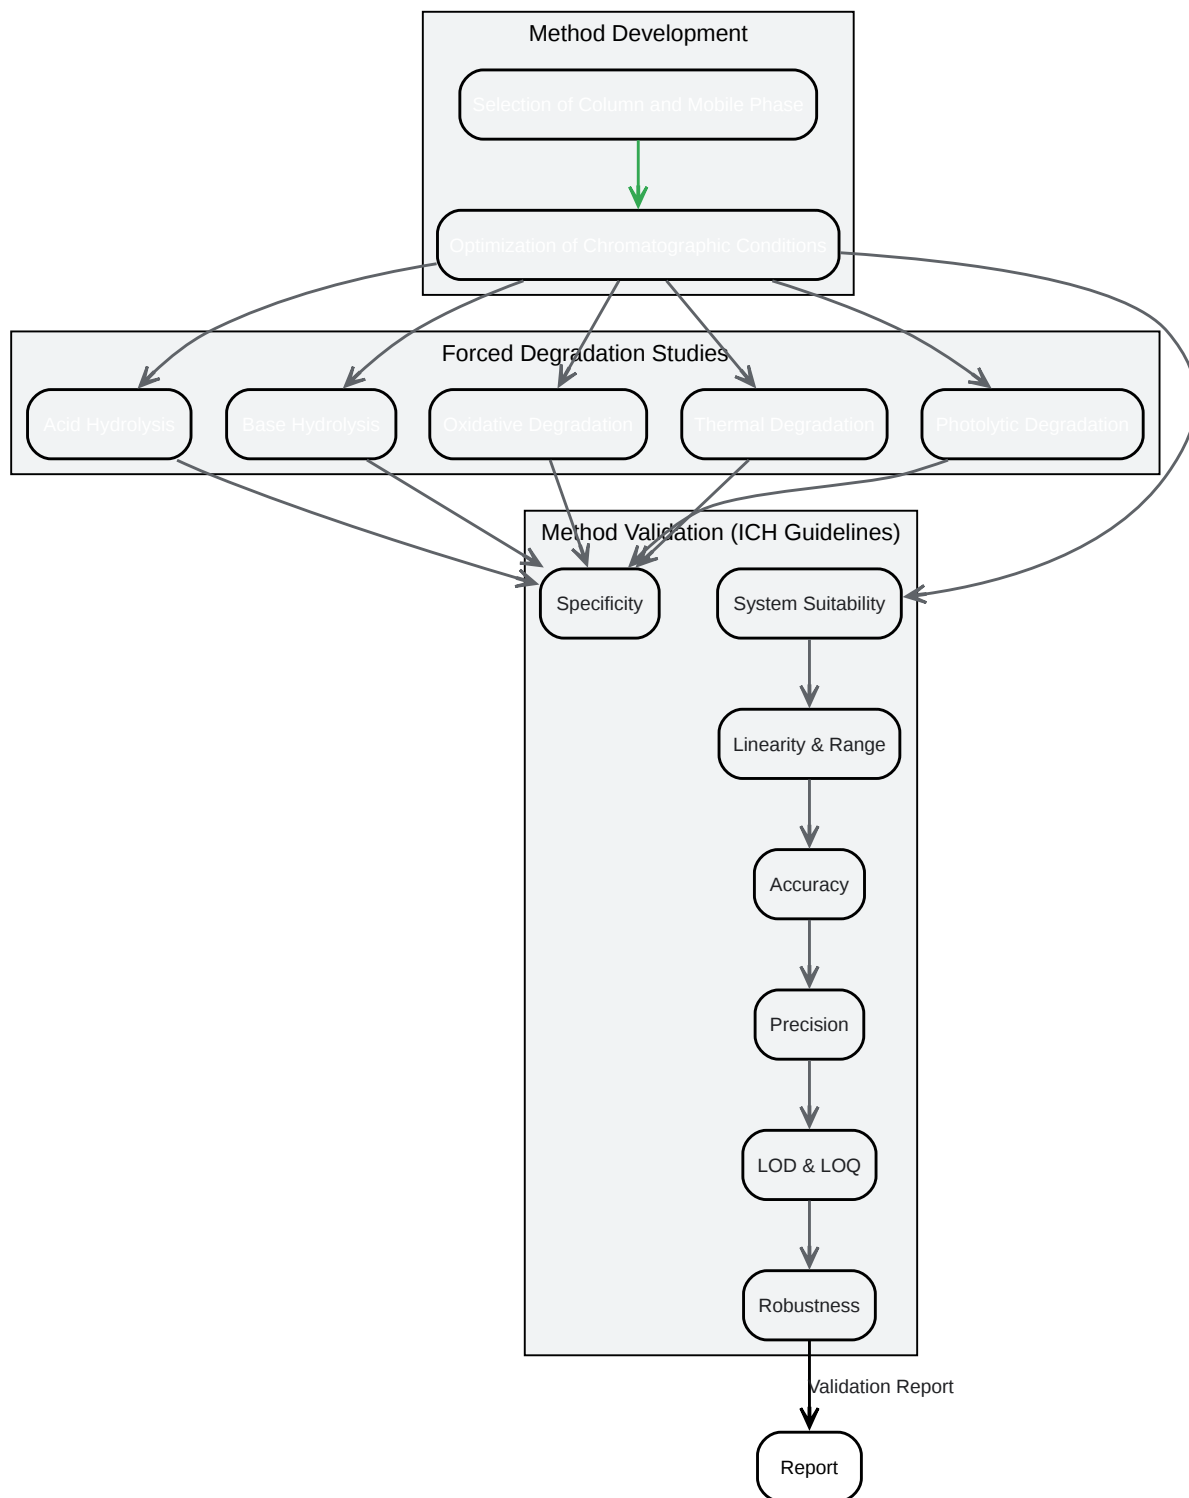 Method Development
Selection of Column and Mobile Phase
Optimization of Chromatographic Conditions
Forced Degradation Studies
Acid Hydrolysis
Base Hydrolysis
Oxidative Degradation
Thermal Degradation
Photolytic Degradation
Method Validation (ICH Guidelines)
Specificity
System Suitability
Linearity & Range
Accuracy
Precision
LOD & LOQ
Robustness
Validation Report
Report